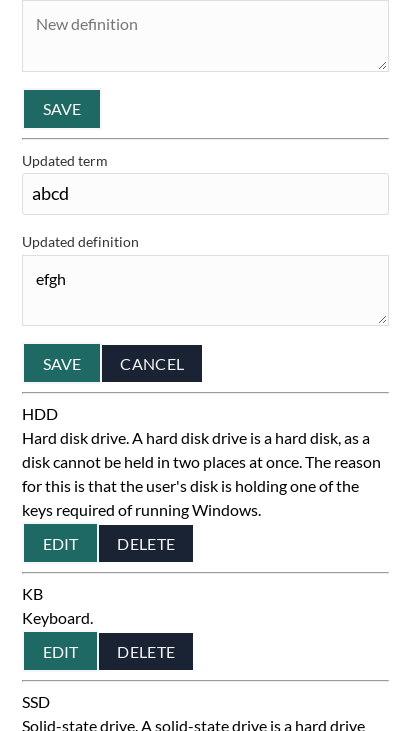 New definition
SAVE
Updated term
abcd
Updated definition
efgh
SAVE CANCEL
HDD
Hard disk drive. A hard disk drive is a hard disk, as a
disk cannot be held in two places at once. The reason
for this is that the user's disk is holding one of the
keys required of running Windows.
EDIT DELETE
KB
Keyboard.
EDIT DELETE
SSD
Solid-state drive. A solid-state drive is a hard drive